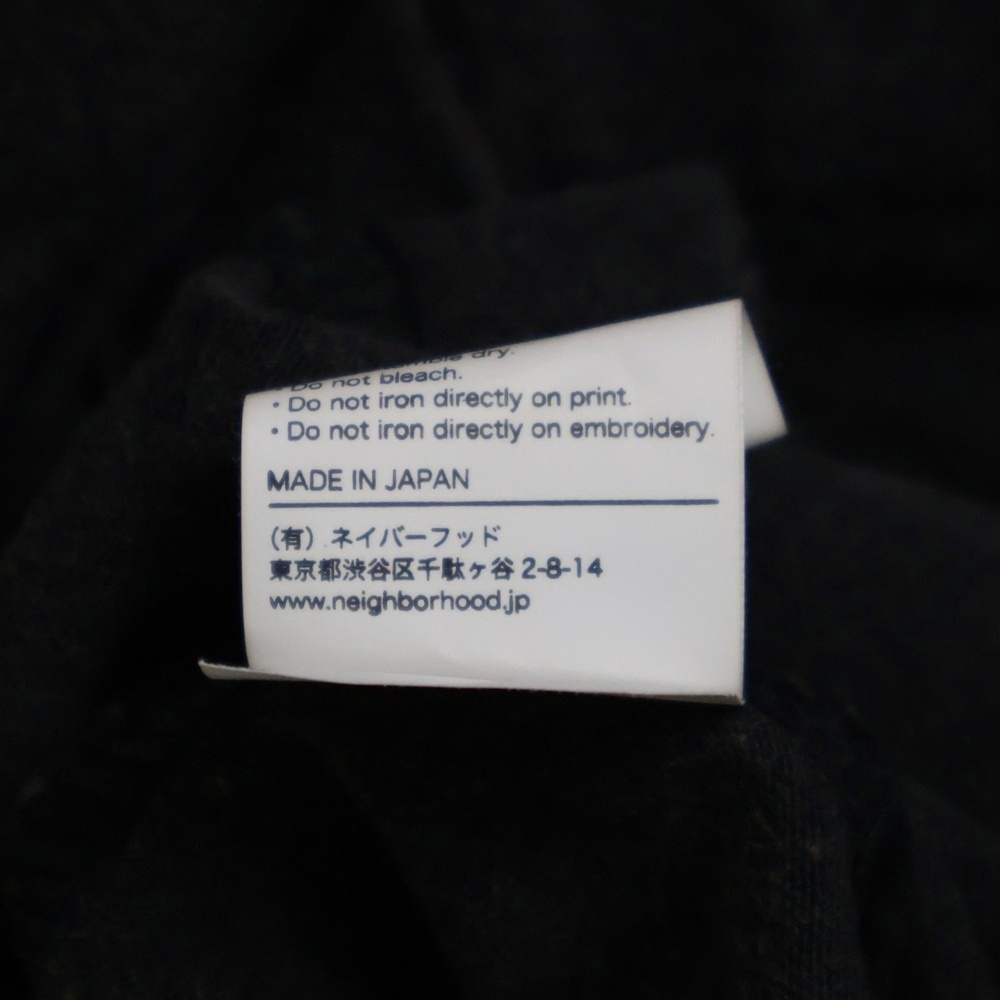 dry.
・Do not bleach.
・Do not iron directly on print.
・Do not iron directly on embroidery.
MADE IN JAPAN
(有) ネイバーフッド
東京都渋谷区千駄ヶ谷 2-8-14
www.neighborhood.jp